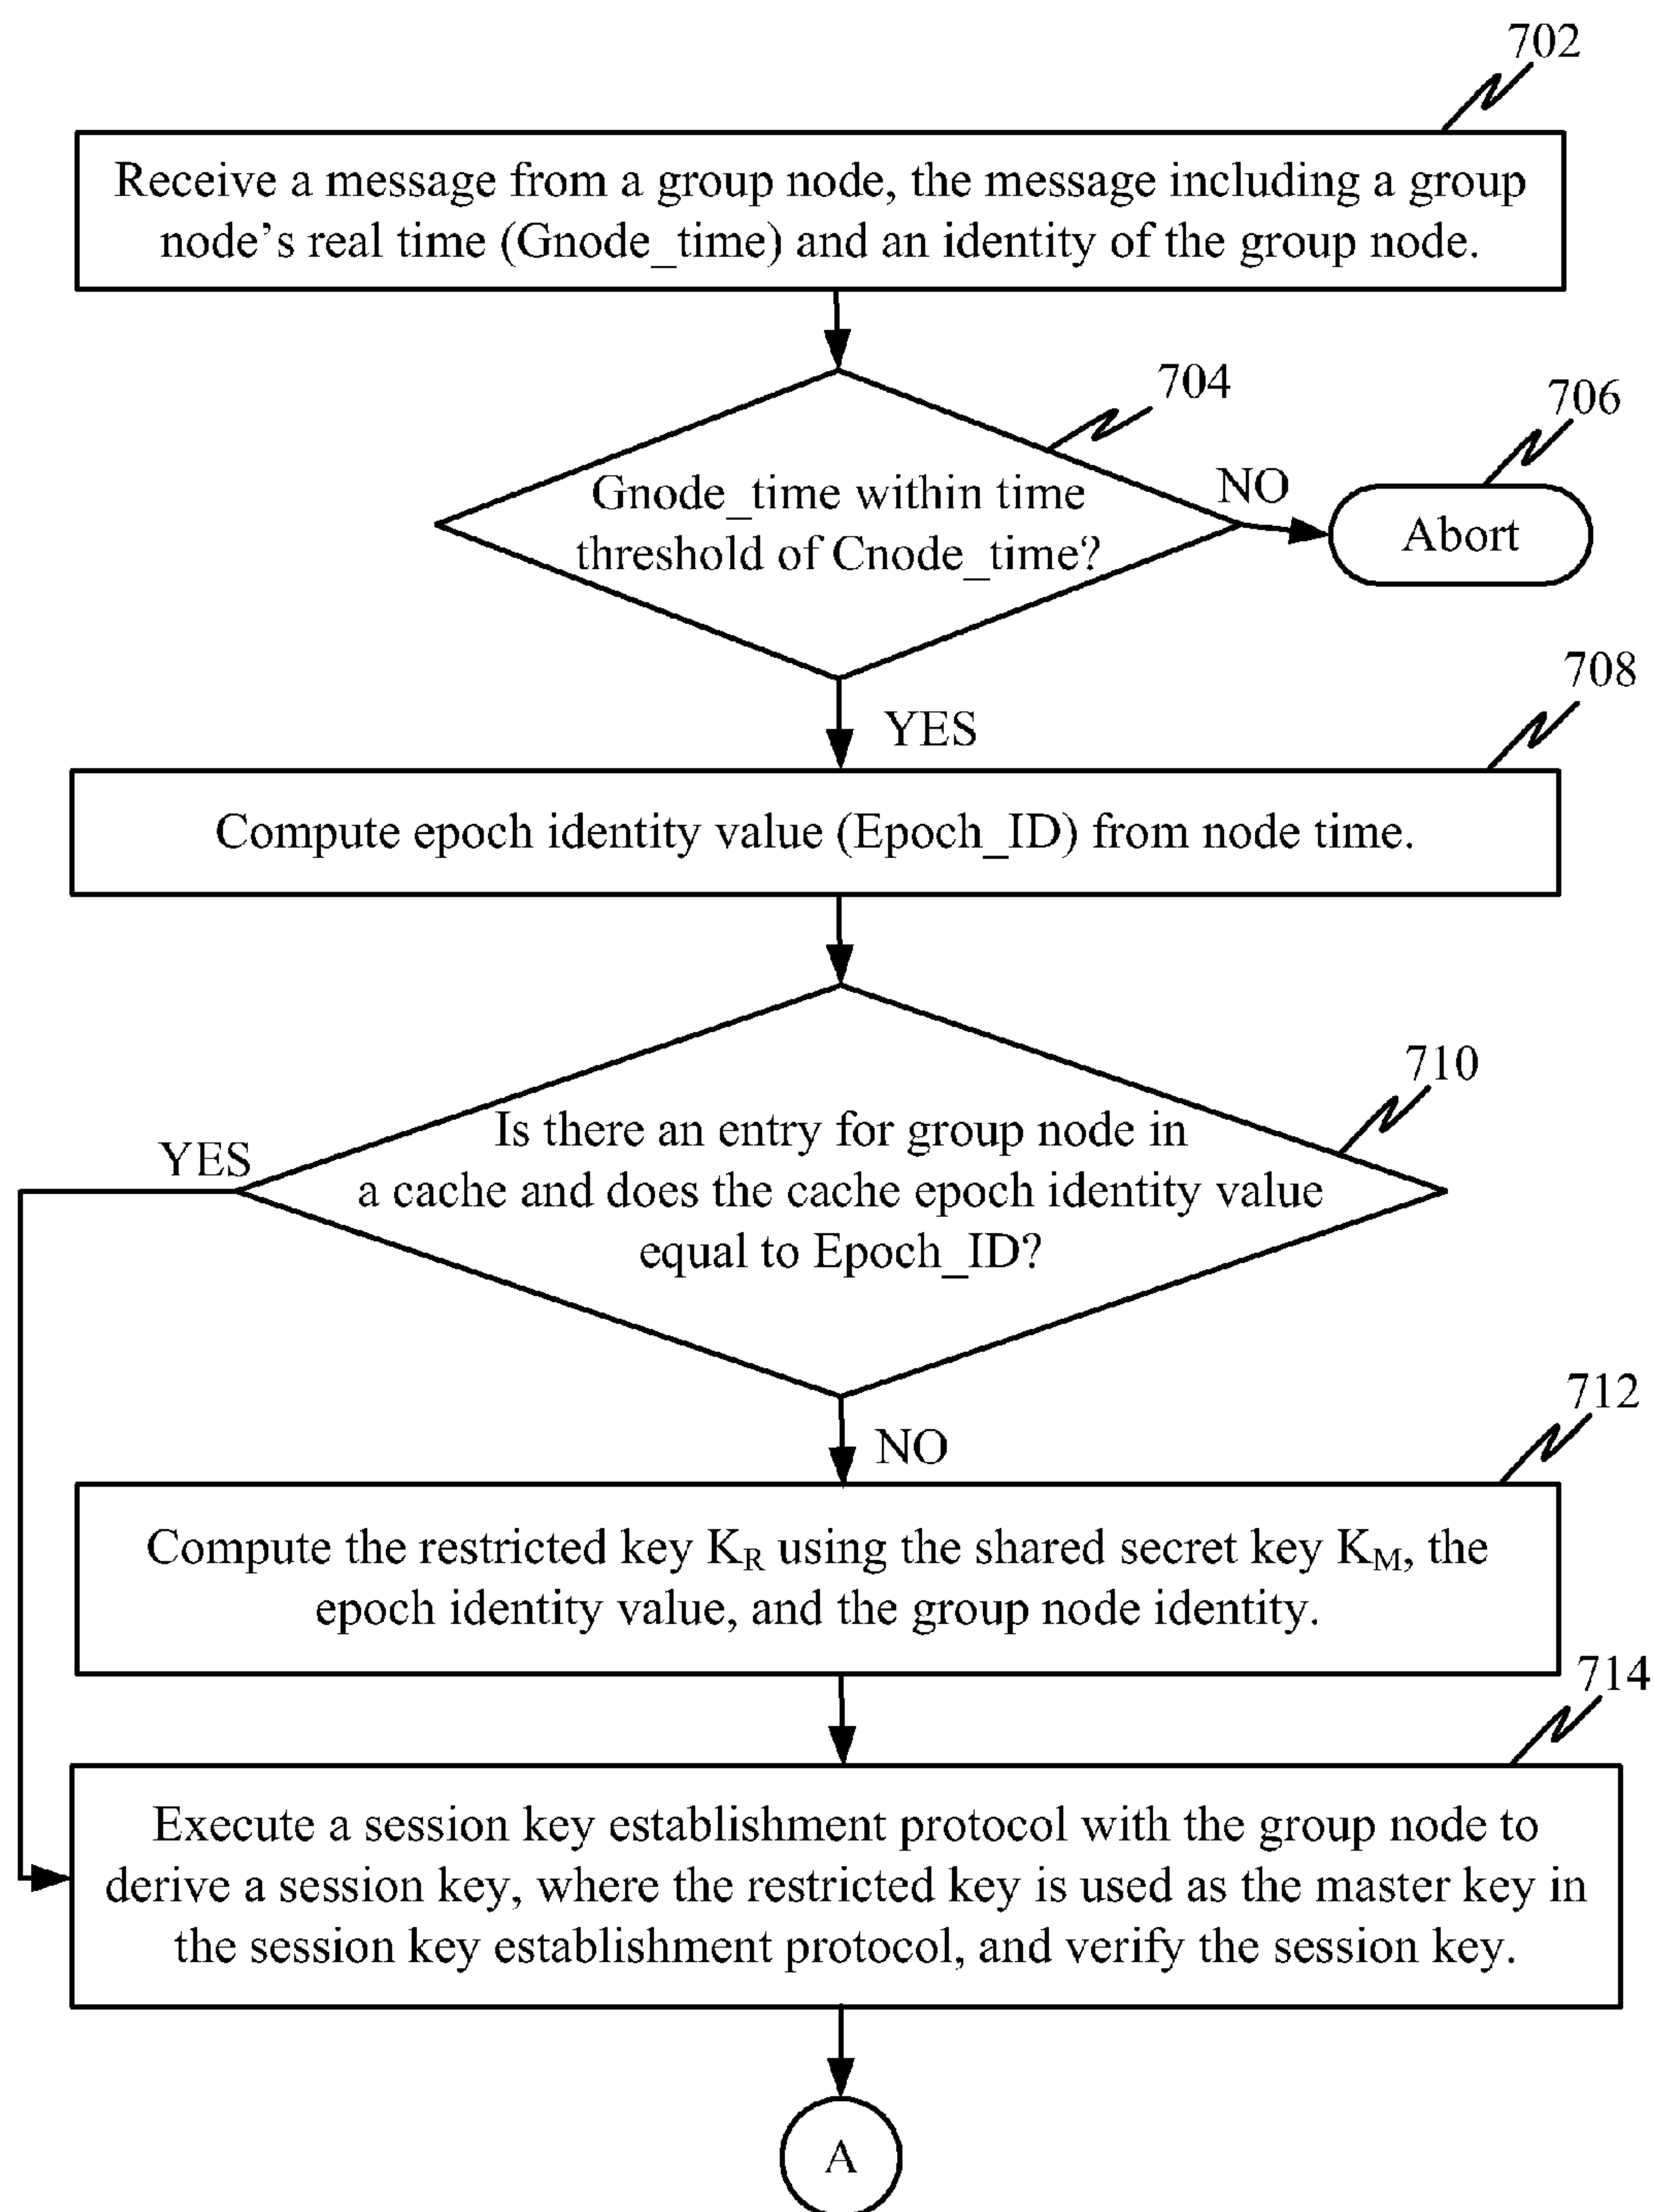 702
Receive a message from a group node, the message including a group
node’s real time (Gnode_time) and an identity of the group node.
704
706
Gnode_time within time
threshold of Cnode_time?
NO
Abort
YES
708
Compute epoch identity value (Epoch_ID) from node time.
710
Is there an entry for group node in
a cache and does the cache epoch identity value
equal to Epoch_ID?
YES
NO
712
Compute the restricted key KR using the shared secret key KM, the
epoch identity value, and the group node identity.
714
Execute a session key establishment protocol with the group node to
derive a session key, where the restricted key is used as the master key in
the session key establishment protocol, and verify the session key.
A